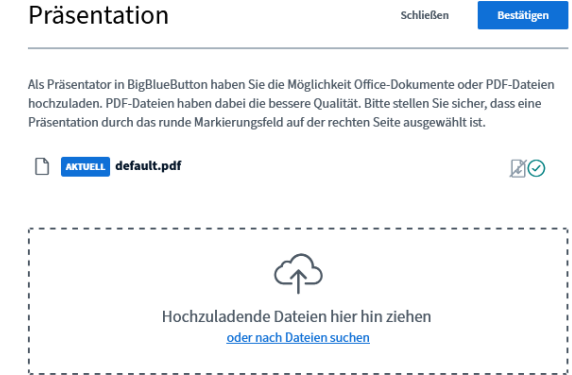 Präsentation
Schließen
Bestätigen
Als Präsentator in BigBlueButton haben Sie die Möglichkeit Office-Dokumente oder PDF-Dateien
hochzuladen. PDF-Dateien haben dabei die bessere Qualität. Bitte stellen Sie sicher, dass eine
Präsentation durch das runde Markierungsfeld auf der rechten Seite ausgewählt ist.
AKTUELL default.pdf
Hochzuladende Dateien hier hin ziehen
oder nach Dateien suchen